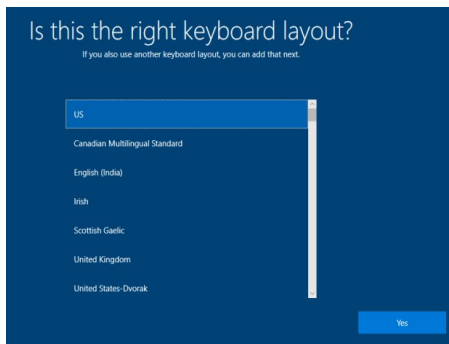 Is this the right keyboard layout?
If you also use another keyboard layout, you can add that next.
US
Canadian Multilingual Standard
English (India)
Irish
Scottish Gaelic
United Kingdom
United States-Dvorak
Yes